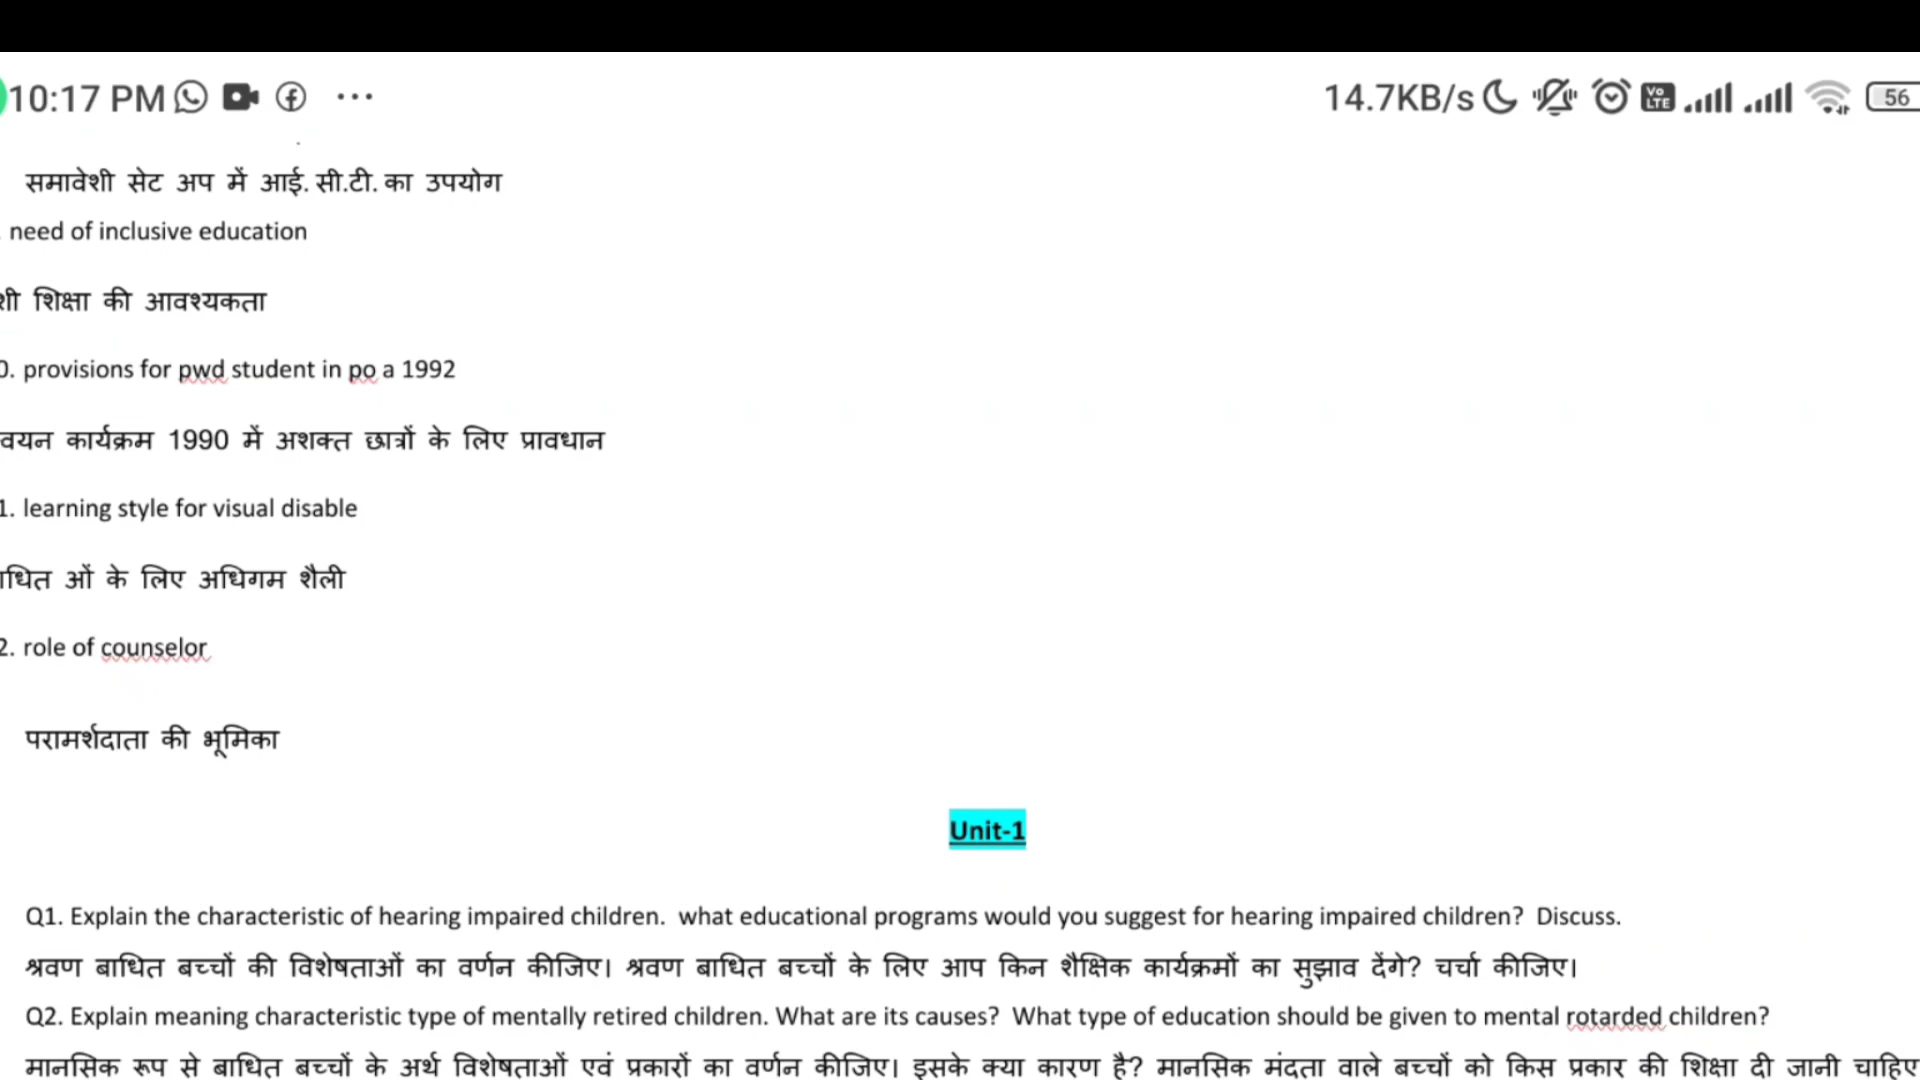 10:17 PM ... 14.7KB/s Vo LTE 56
समावेशी सेट अप में आई. सी.टी. का उपयोग
need of inclusive education
शी शिक्षा की आवश्यकता
0. provisions for pwd student in po a 1992
वयन कार्यक्रम 1990 में अशक्त छात्रों के लिए प्रावधान
1. learning style for visual disable
ाधित ओं के लिए अधिगम शैली
2. role of counselor
परामर्शदाता की भूमिका
Unit-1
Q1. Explain the characteristic of hearing impaired children. what educational programs would you suggest for hearing impaired children? Discuss.
श्रवण बाधित बच्चों की विशेषताओं का वर्णन कीजिए। श्रवण बाधित बच्चों के लिए आप किन शैक्षिक कार्यक्रमों का सुझाव देंगे? चर्चा कीजिए।
Q2. Explain meaning characteristic type of mentally retired children. What are its causes? What type of education should be given to mental rotarded children?
मानसिक रूप से बाधित बच्चों के अर्थ विशेषताओं एवं प्रकारों का वर्णन कीजिए। इसके क्या कारण है? मानसिक मंदता वाले बच्चों को किस प्रकार की शिक्षा दी जानी चाहिए